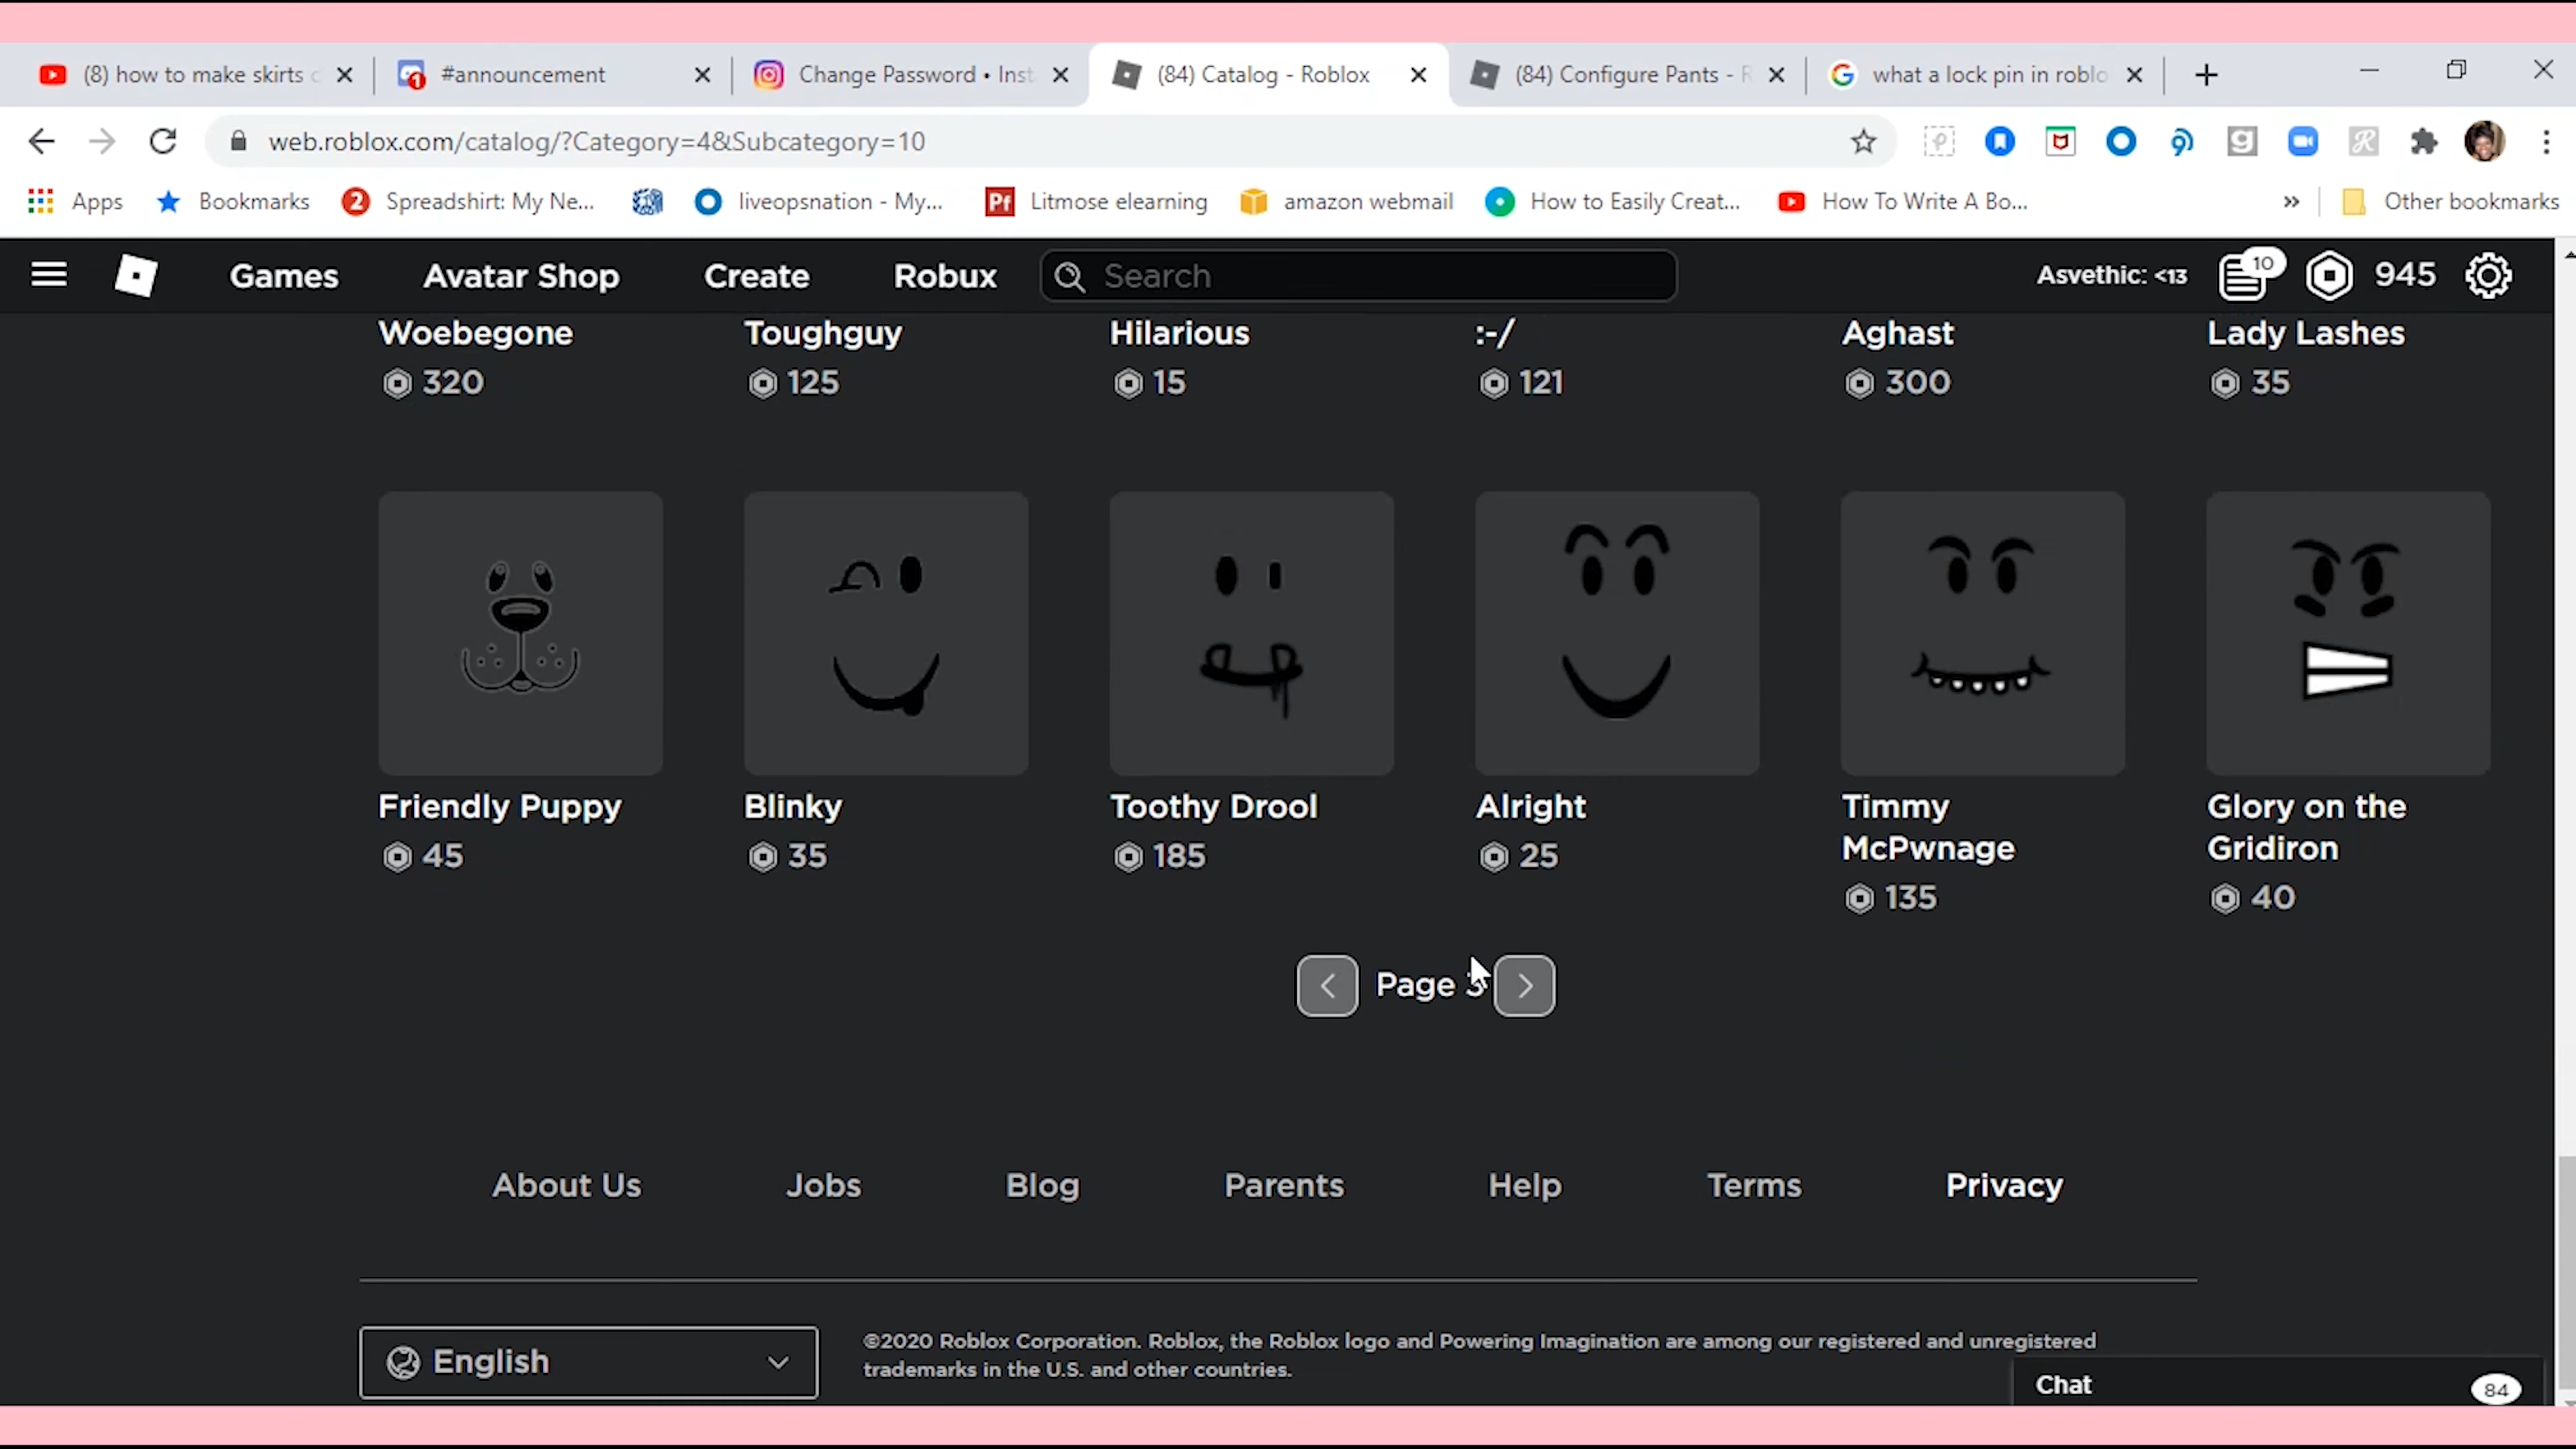 (8) how to make skirts
#announcement
Change Password • Inst
(84) Catalog - Roblox
(84) Configure Pants - R
what a lock pin in roblo
web.roblox.com/catalog/?Category=4&Subcategory=10
Apps
Bookmarks
Spreadshirt: My Ne...
liveopsnation - My...
Litmose elearning
amazon webmail
How to Easily Creat...
How To Write A Bo...
»
Other bookmarks
Games
Avatar Shop
Create
Robux
Search
Asvethic: <13
10
945
Woebegone
320
Toughguy
125
Hilarious
15
:-/
121
Aghast
300
Lady Lashes
35
Friendly Puppy
45
Blinky
35
Toothy Drool
185
Alright
25
Timmy
McPwnage
135
Glory on the
Gridiron
40
Page 3
About Us
Jobs
Blog
Parents
Help
Terms
Privacy
English
©2020 Roblox Corporation. Roblox, the Roblox logo and Powering Imagination are among our registered and unregistered
trademarks in the U.S. and other countries.
Chat
84